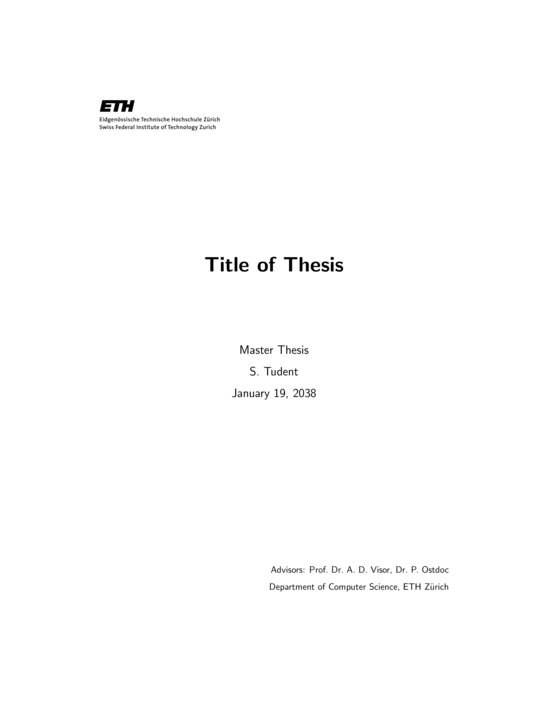 ETH
Eidgenössische Technische Hochschule Zürich
Swiss Federal Institute of Technology Zurich
Title of Thesis
Master Thesis
S. Tudent
January 19, 2038
Advisors: Prof. Dr. A. D. Visor, Dr. P. Ostdoc
Department of Computer Science, ETH Zürich